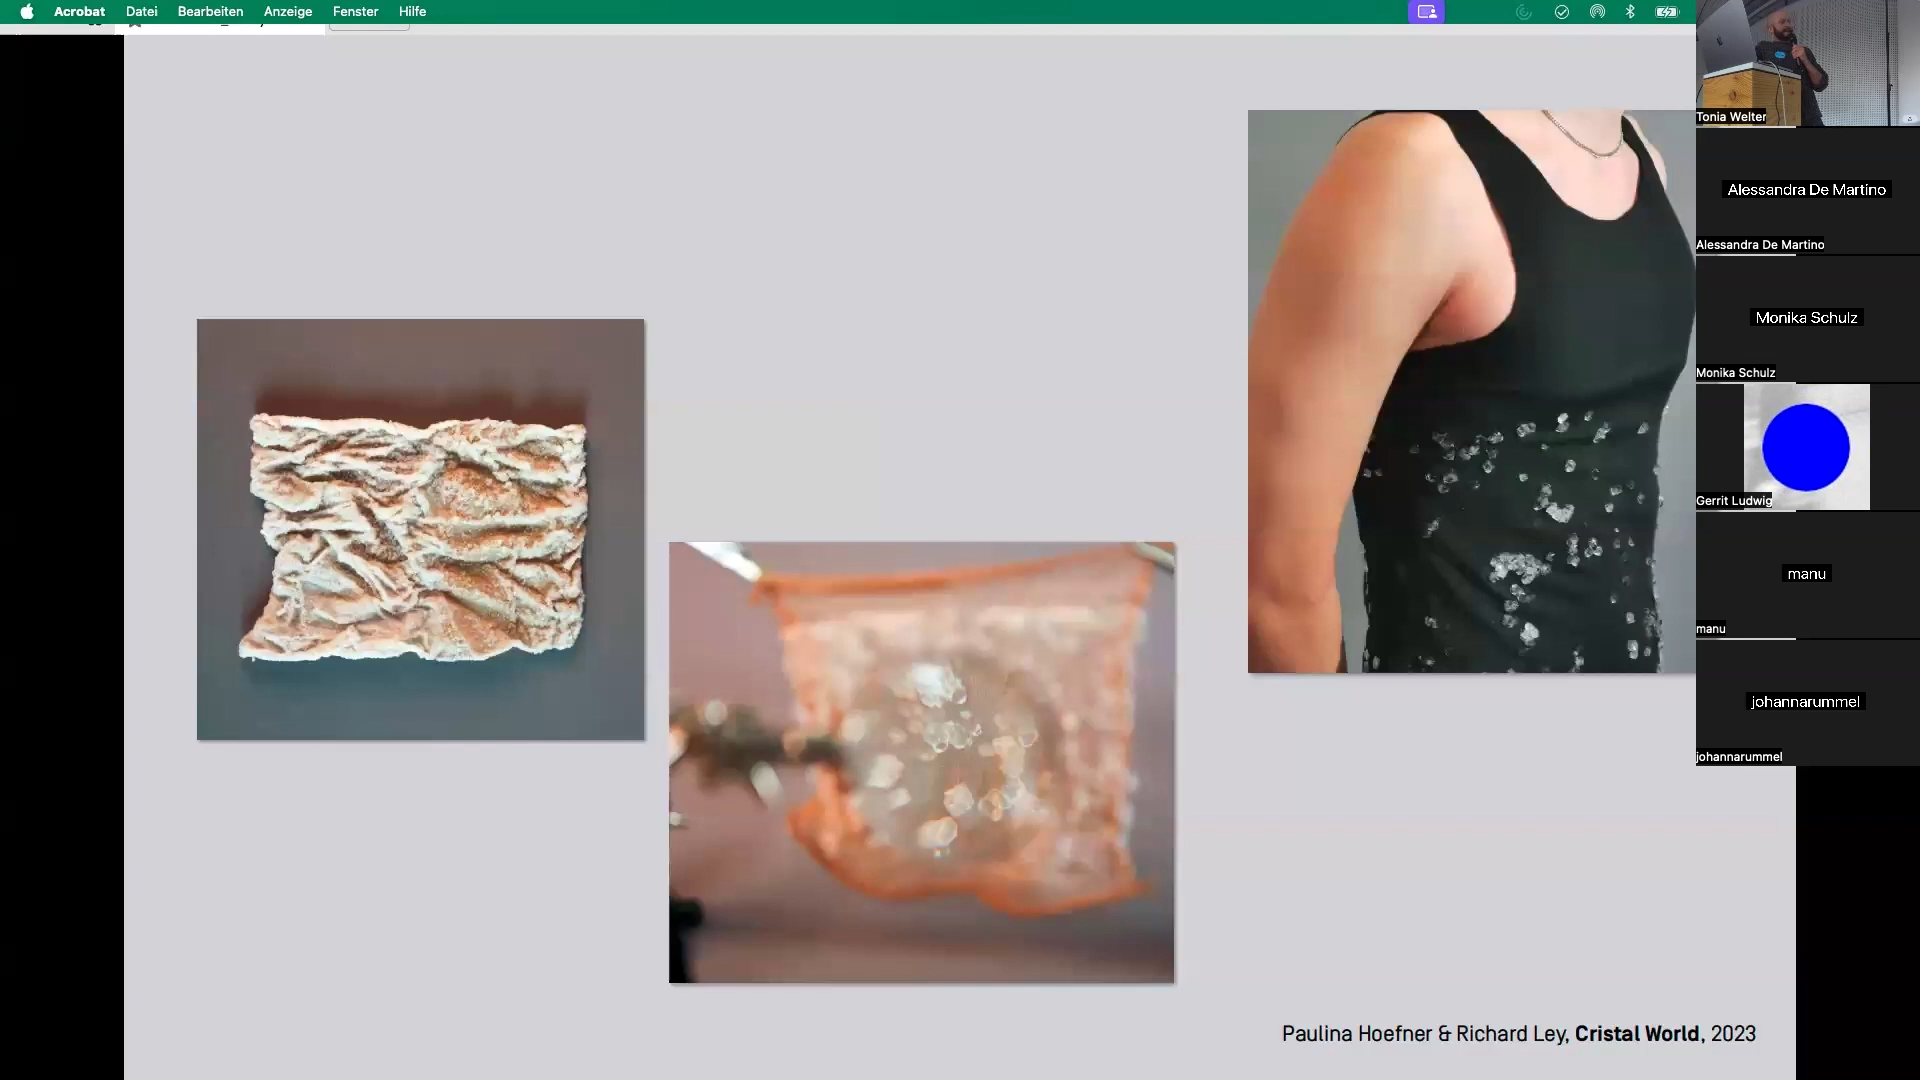 Acrobat Datei Bearbeiten Anzeige Fenster Hilfe
Tonia Welter
Alessandra De Martino
Alessandra De Martino
Monika Schulz
Monika Schulz
Gerrit Ludwig
manu
manu
johannarummel
johannarummel
Paulina Hoefner & Richard Ley, Cristal World, 2023